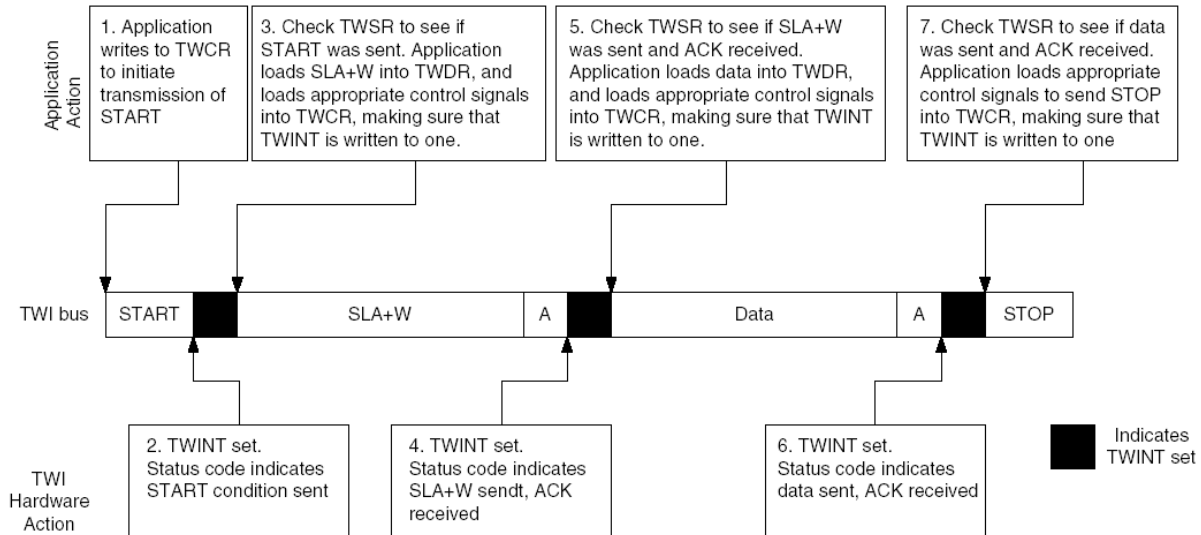 Application
Action
1. Application
writes to TWCR
to initiate
transmission of
START
3. Check TWSR to see if
START was sent. Application
loads SLA+W into TWDR, and
loads appropriate control signals
into TWCR, making sure that
TWINT is written to one.
5. Check TWSR to see if SLA+W
was sent and ACK received.
Application loads data into TWDR,
and loads appropriate control signals
into TWCR, making sure that TWINT
is written to one.
7. Check TWSR to see if data
was sent and ACK received.
Application loads appropriate
control signals to send STOP
into TWCR, making sure that
TWINT is written to one
TWI bus
START
SLA+W
A
Data
A
STOP
2. TWINT set.
Status code indicates
START condition sent
4. TWINT set.
Status code indicates
SLA+W sendt, ACK
received
6. TWINT set.
Status code indicates
data sent, ACK received
Indicates
TWINT set
TWI
Hardware
Action